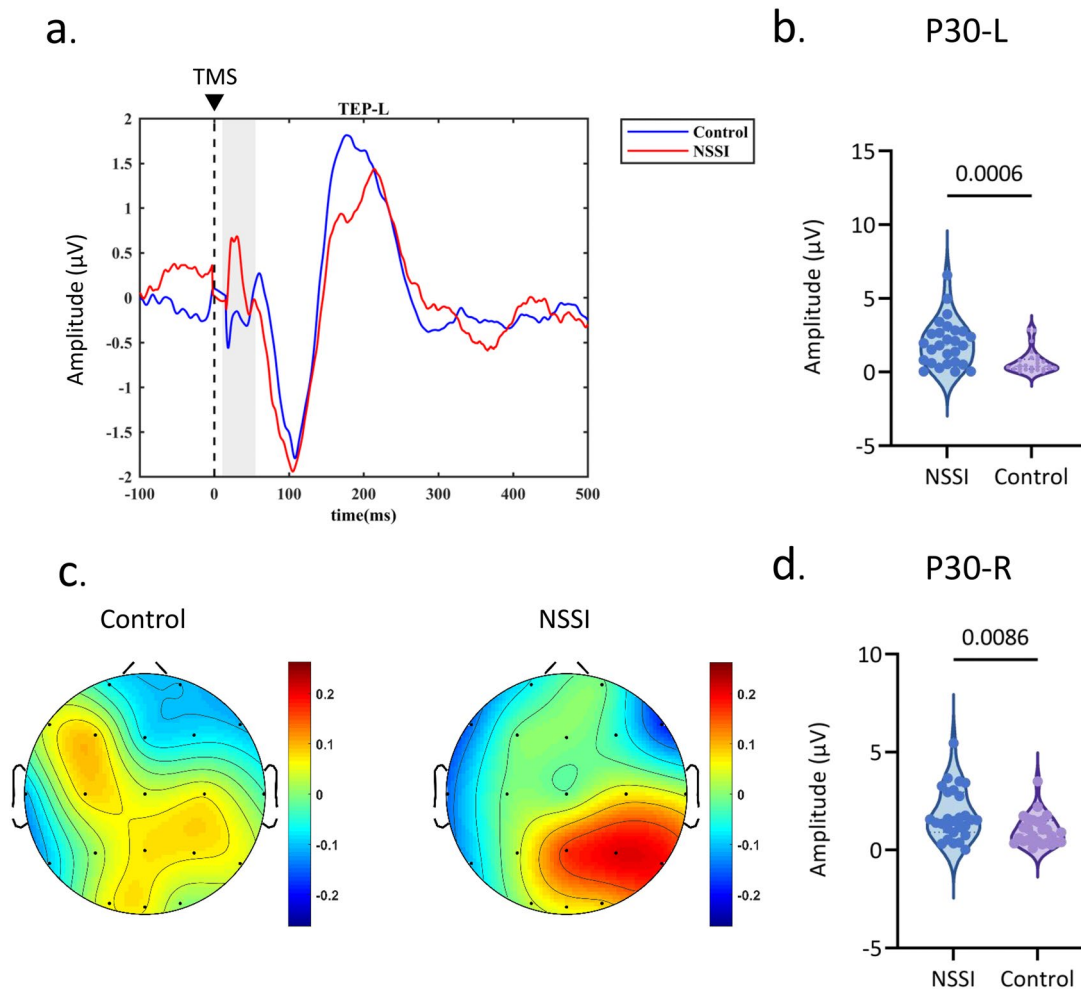 a.
TMS
TEP-L
Control
NSSI
2
1.5
1
0.5
0
-0.5
-1
-1.5
-2
Amplitude (μV)
-100
0
100
200
300
400
500
time(ms)
b.
P30-L
0.0006
15
10
5
0
-5
Amplitude (μV)
NSSI
Control
c.
Control
0.2
0.1
0
-0.1
-0.2
NSSI
0.2
0.1
0
-0.1
-0.2
d.
P30-R
0.0086
10
5
0
-5
Amplitude (μV)
NSSI
Control